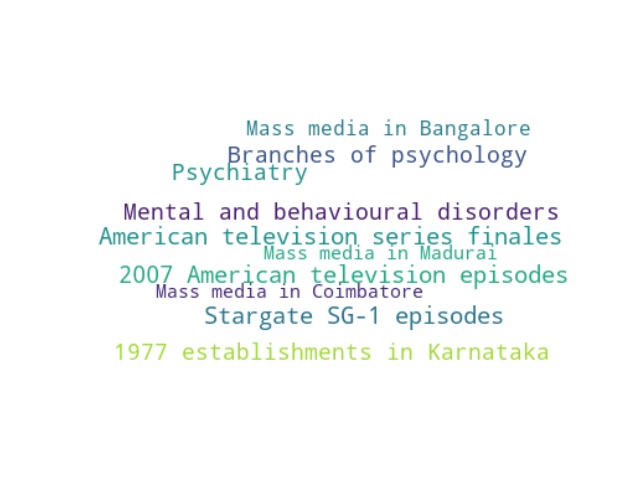 Mass media in Bangalore
Branches of psychology
Psychiatry
Mental and behavioural disorders
American television series finales
Mass media in Madurai
2007 American television episodes
Mass media in Coimbatore
Stargate SG-1 episodes
1977 establishments in Karnataka